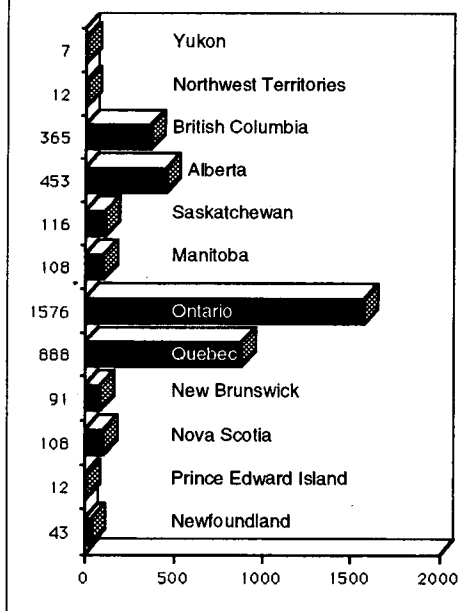 7 Yukon
12 Northwest Territories
365 British Columbia
453 Alberta
116 Saskatchewan
108 Manitoba
1576 Ontario
888 Quebec
91 New Brunswick
108 Nova Scotia
12 Prince Edward Island
43 Newfoundland
0 500 1000 1500 2000